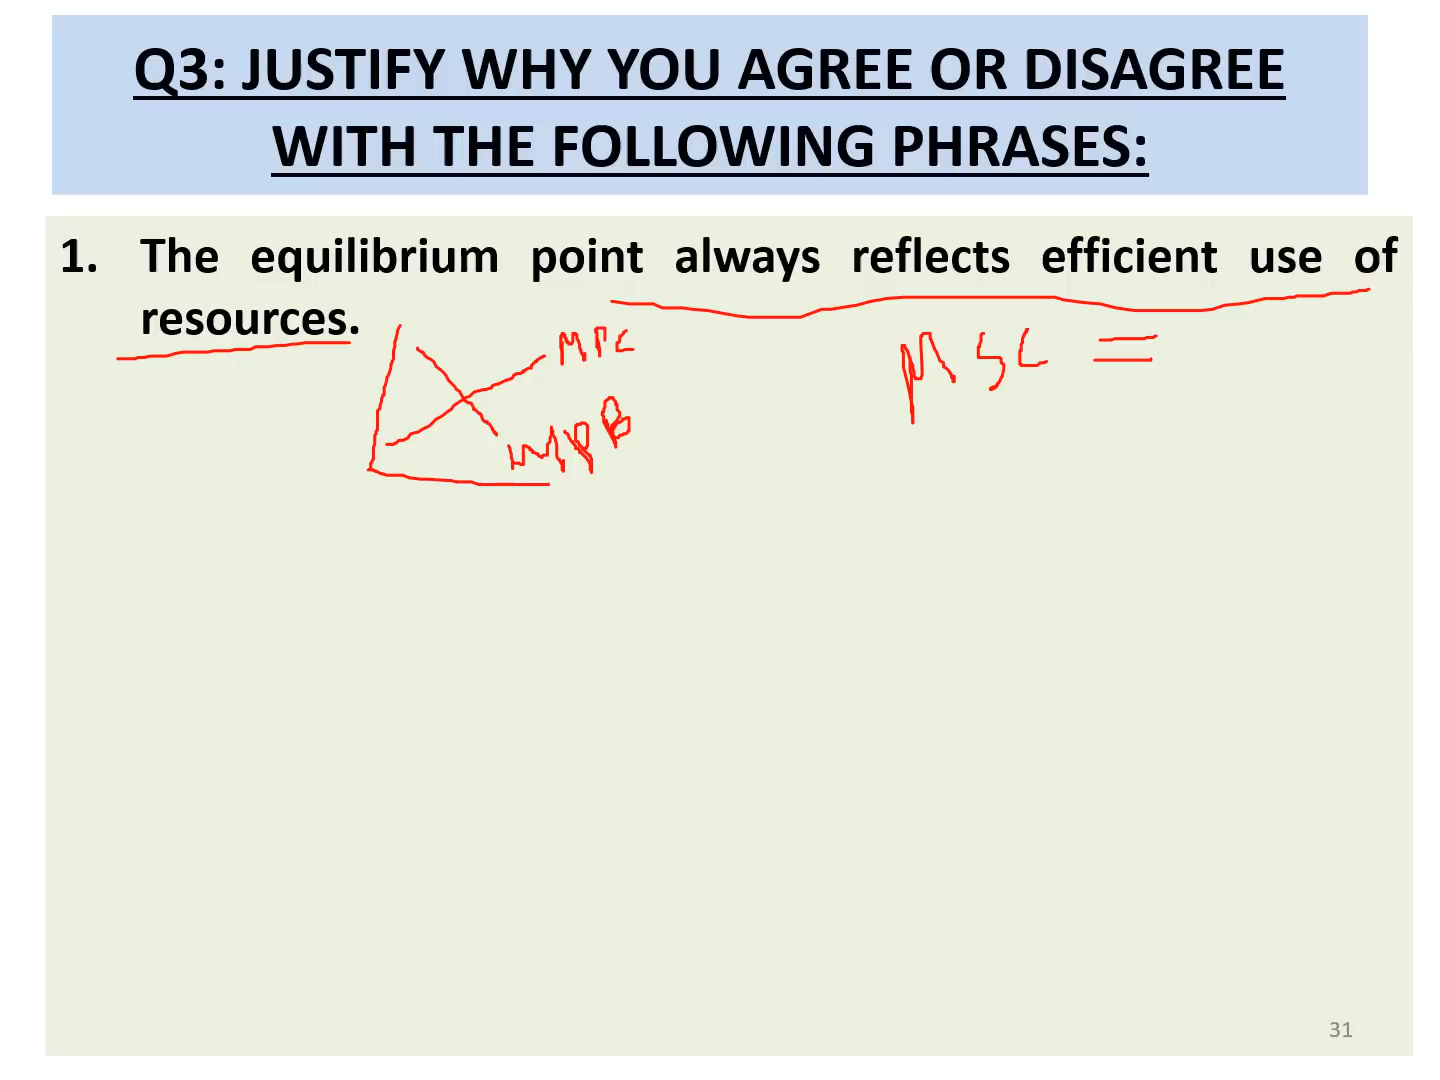 Q3: JUSTIFY WHY YOU AGREE OR DISAGREE
WITH THE FOLLOWING PHRASES:
1. The equilibrium point always reflects efficient use of
resources.
MPC
MSC =
MPB
31